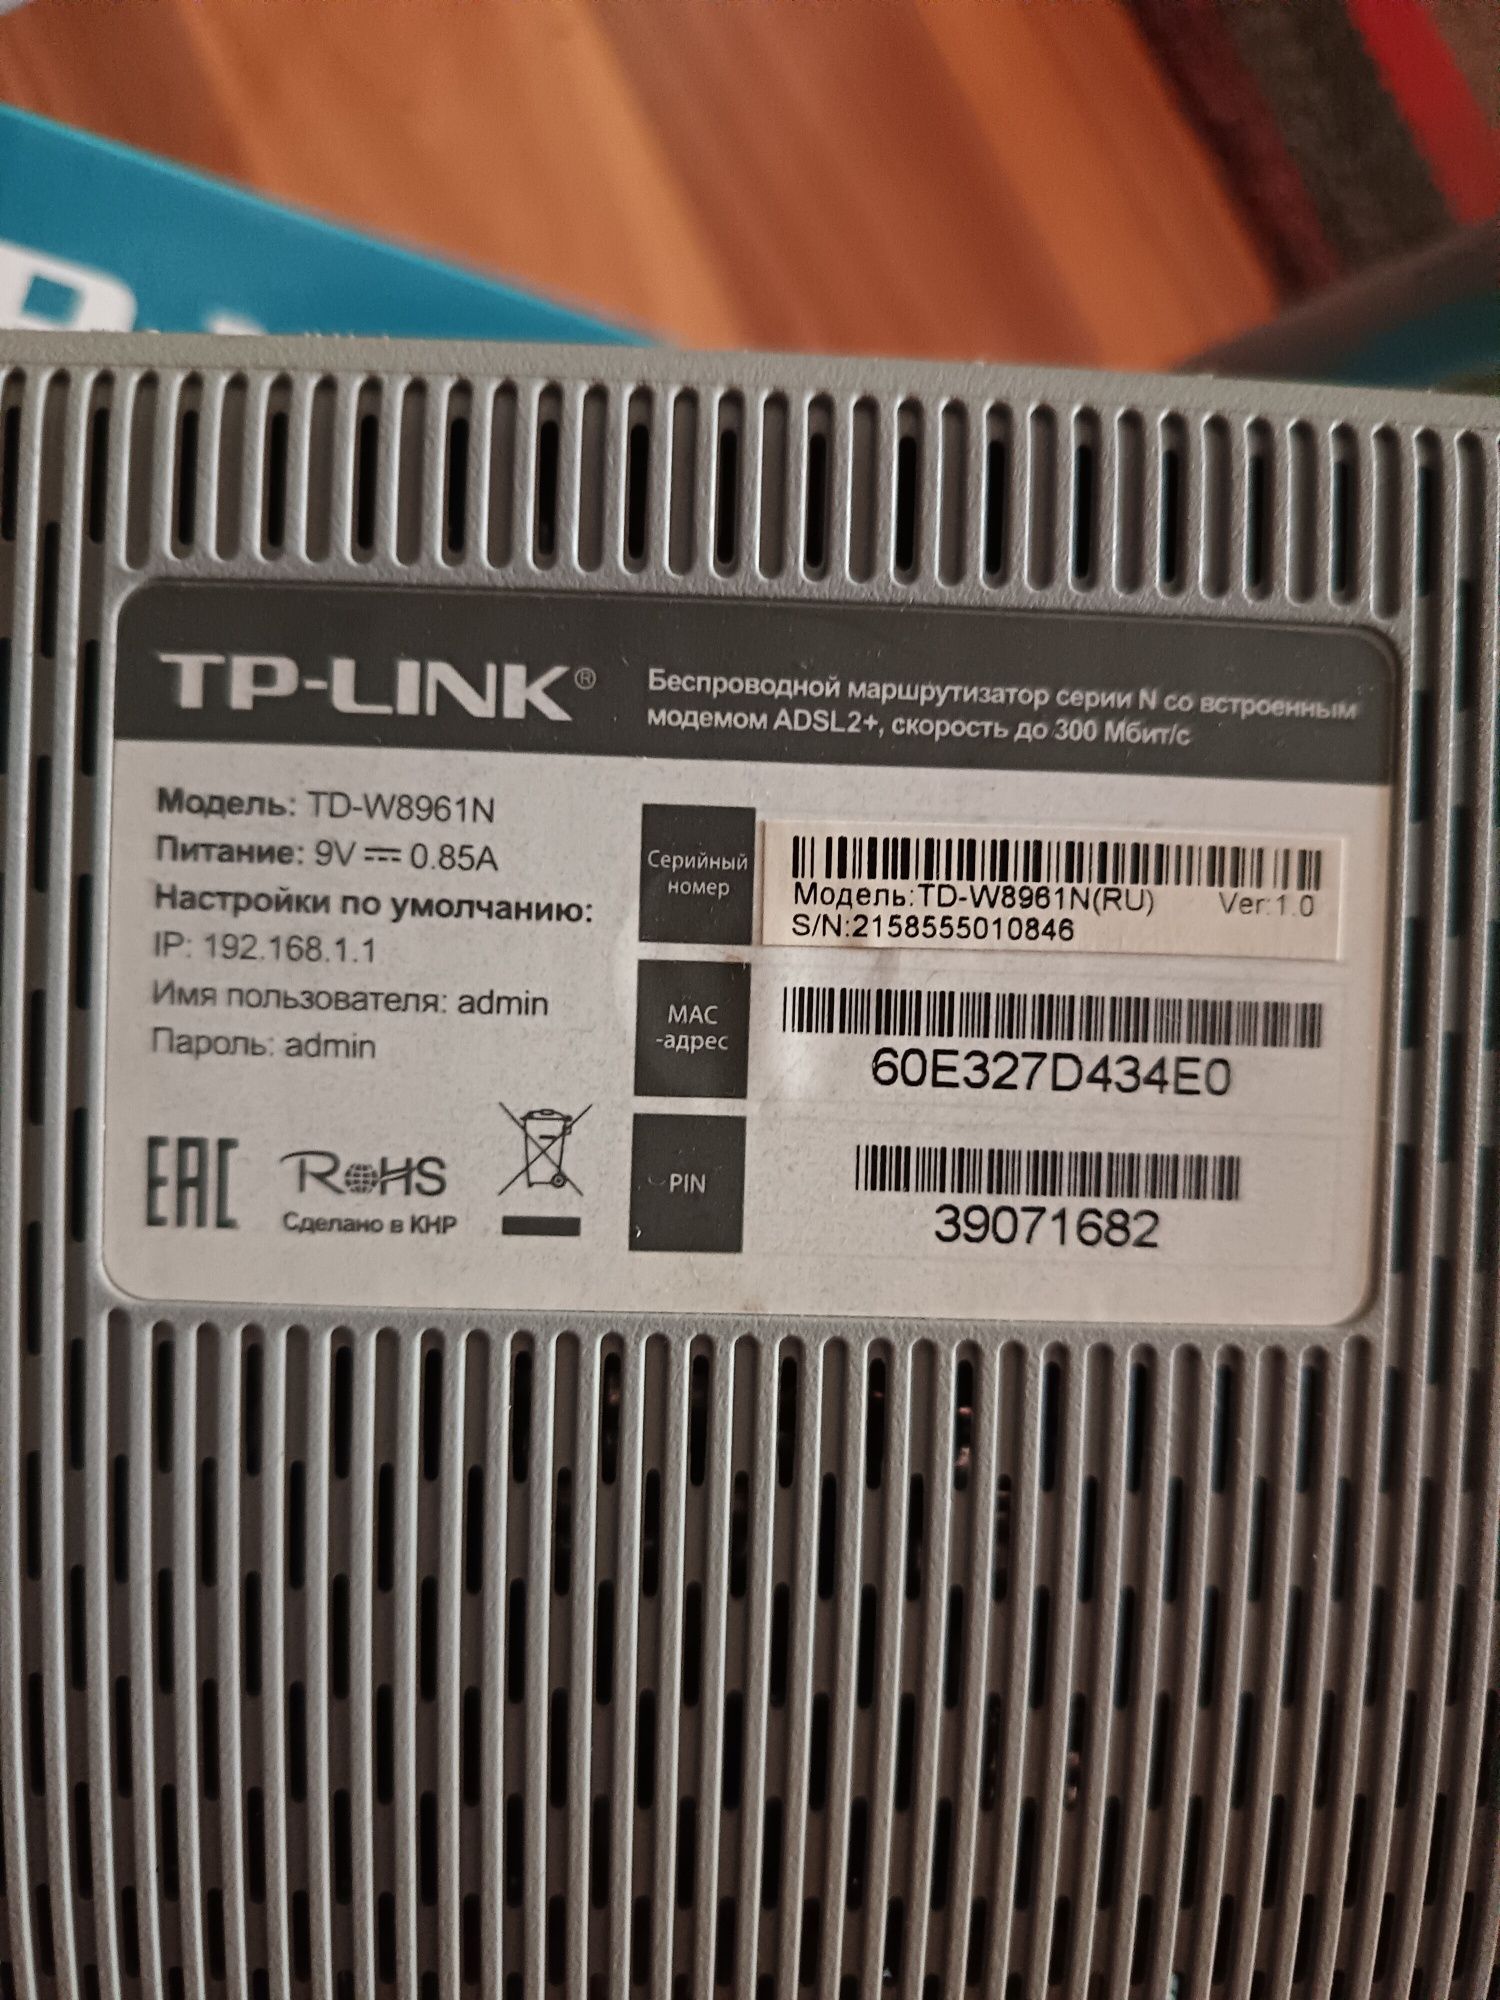 TP-LINK®
Беспроводной маршрутизатор серии N со встроенным
модемом ADSL2+, скорость до 300 Мбит/с
Модель: TD-W8961N
Питание: 9V ⎓ 0.85A
Настройки по умолчанию:
IP: 192.168.1.1
Имя пользователя: admin
Пароль: admin
EAC
RoHS
Сделано в КНР
Серийный
номер
Модель:TD-W8961N(RU) Ver:1.0
S/N:2158555010846
MAC
-адрес
60E327D434E0
PIN
39071682